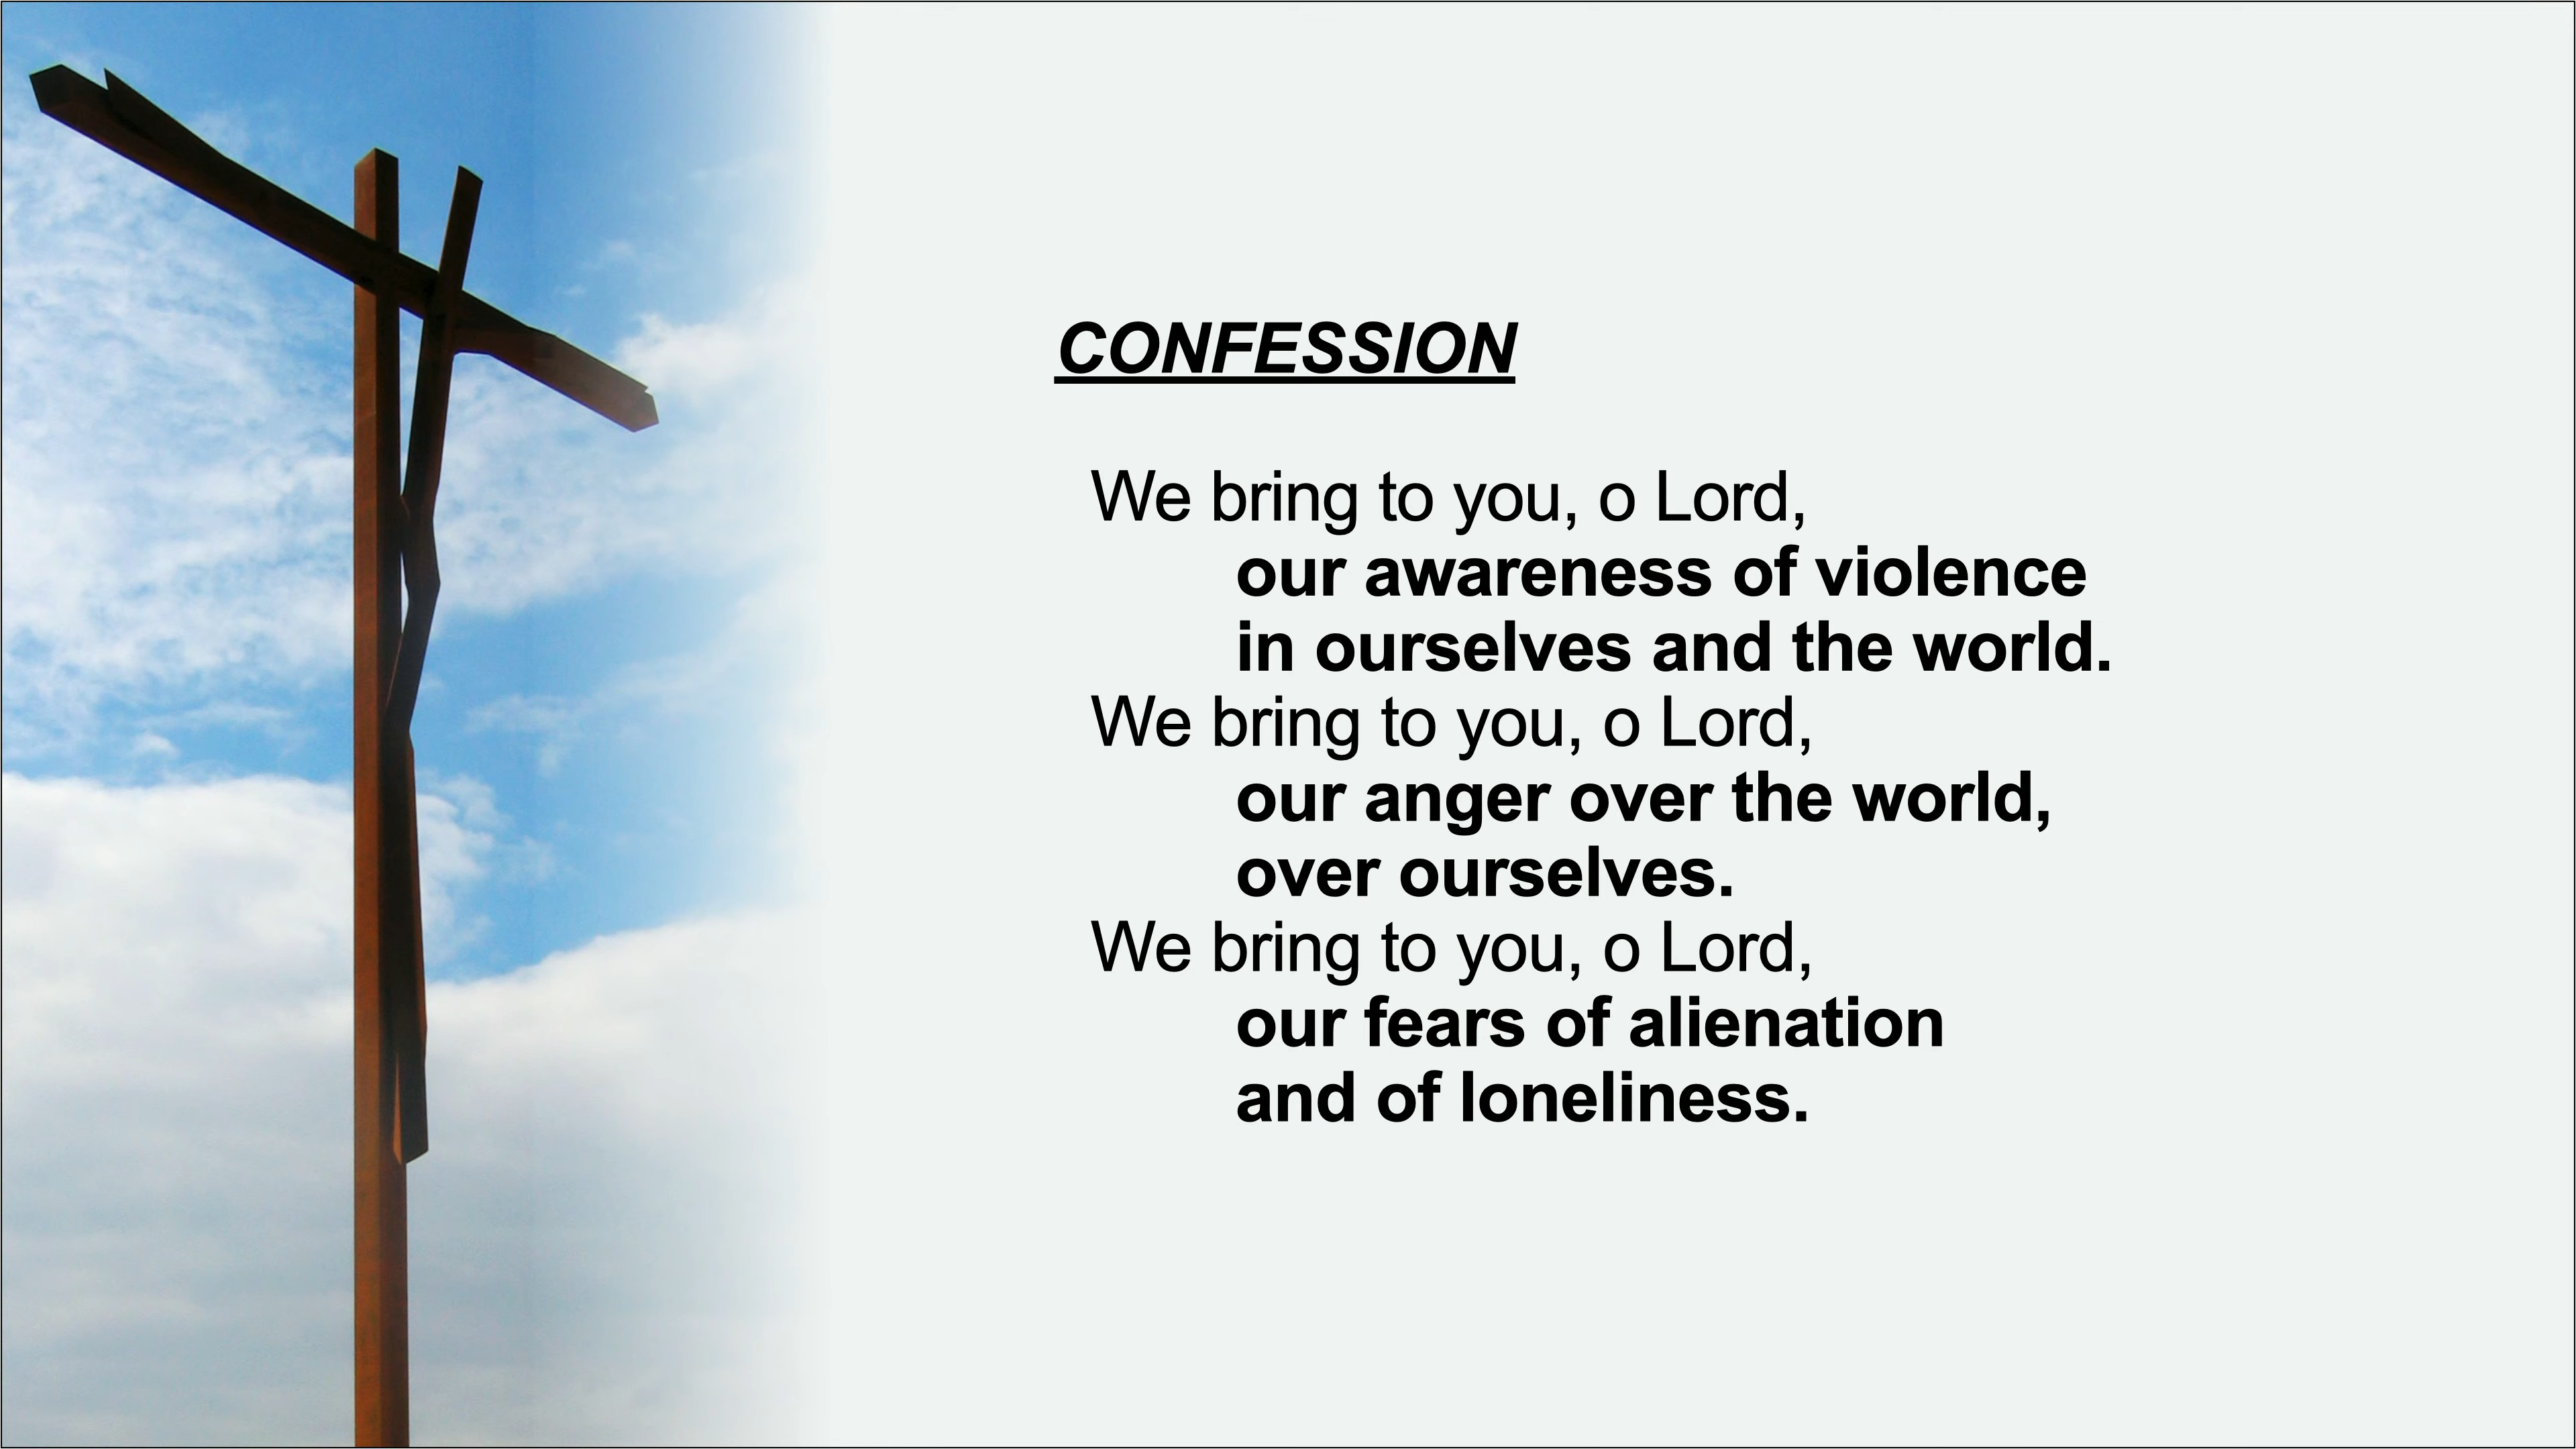 CONFESSION
We bring to you, o Lord,
our awareness of violence
in ourselves and the world.
We bring to you, o Lord,
our anger over the world,
over ourselves.
We bring to you, o Lord,
our fears of alienation
and of loneliness.